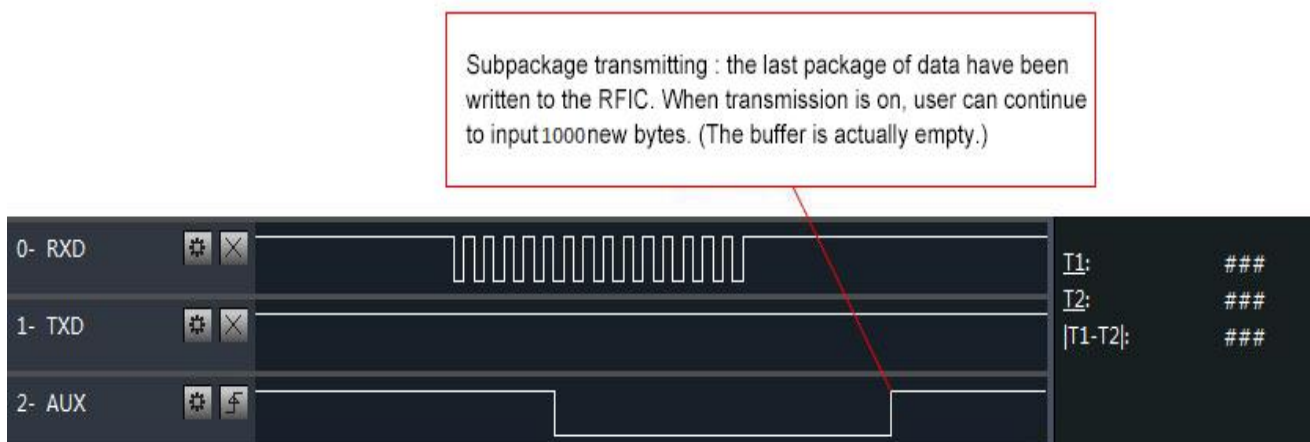 Subpackage transmitting : the last package of data have been
written to the RFIC. When transmission is on, user can continue
to input 1000 new bytes. (The buffer is actually empty.)
0- RXD
T1: ###
1- TXD
T2: ###
|T1-T2|: ###
2- AUX